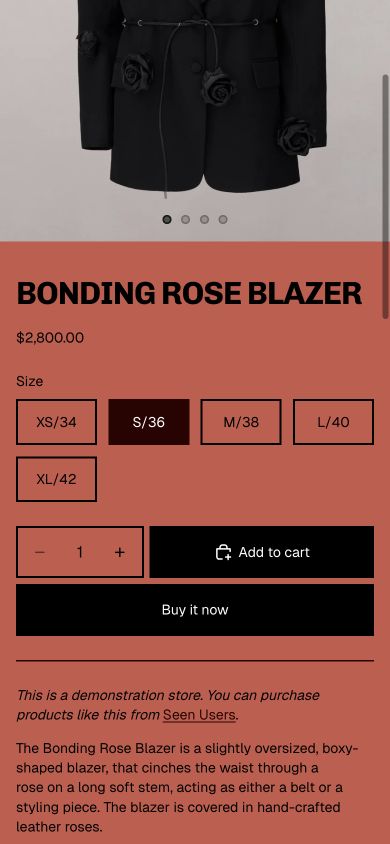 BONDING ROSE BLAZER
$2,800.00
Size
XS/34
S/36
M/38
L/40
XL/42
− 1 +
Add to cart
Buy it now
This is a demonstration store. You can purchase
products like this from Seen Users.
The Bonding Rose Blazer is a slightly oversized, boxy-
shaped blazer, that cinches the waist through a
rose on a long soft stem, acting as either a belt or a
styling piece. The blazer is covered in hand-crafted
leather roses.